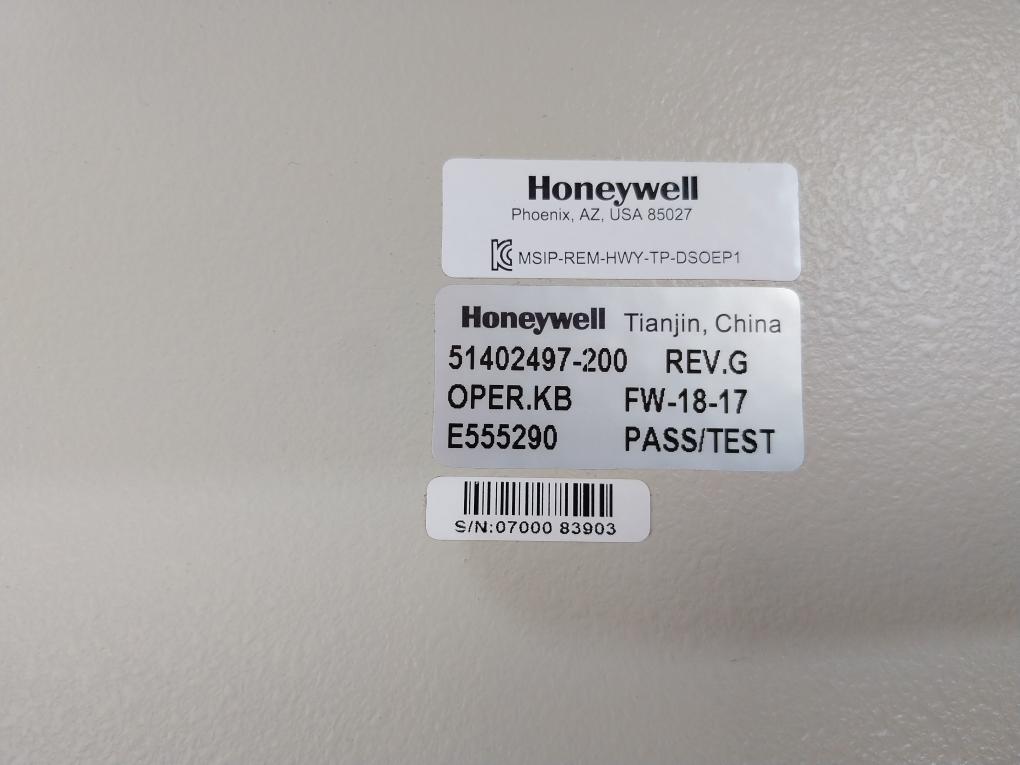 Honeywell
Phoenix, AZ, USA 85027
MSIP-REM-HWY-TP-DSOEP1
Honeywell Tianjin, China
51402497-200 REV.G
OPER.KB FW-18-17
E555290 PASS/TEST
S/N:07000 83903